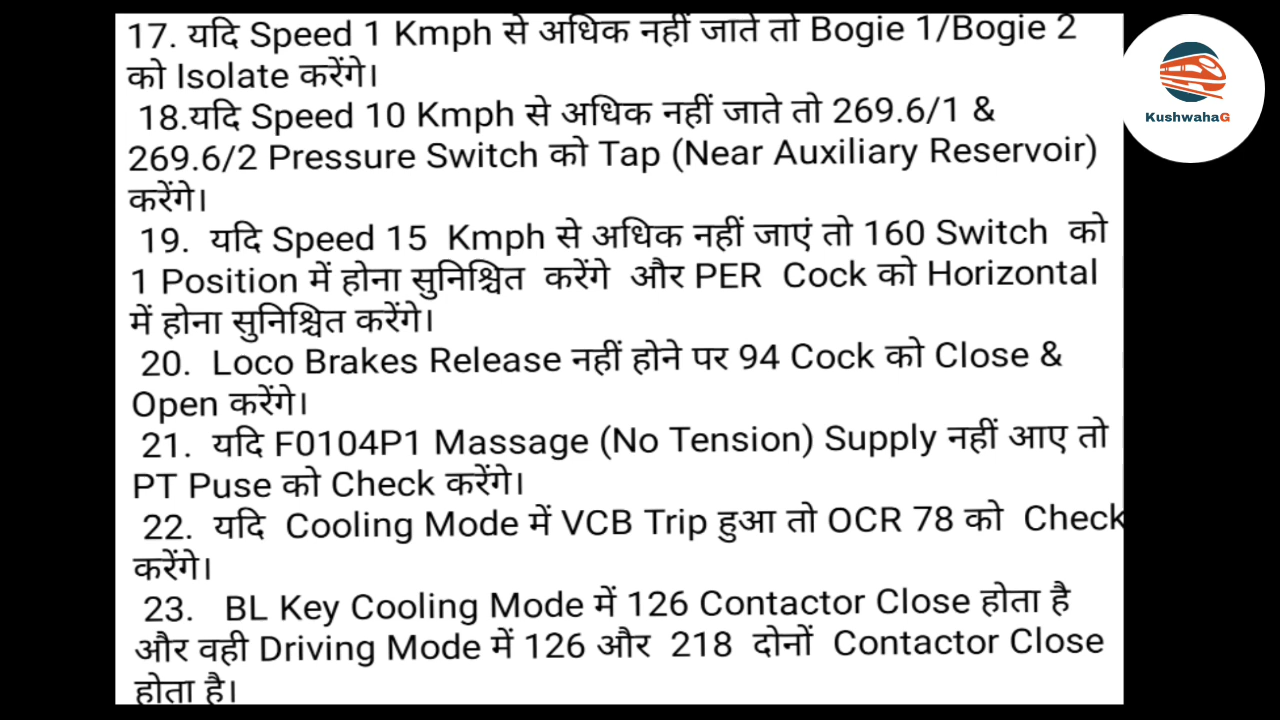 17. यदि Speed 1 Kmph से अधिक नहीं जाते तो Bogie 1/Bogie 2
को Isolate करेंगे।
18.यदि Speed 10 Kmph से अधिक नहीं जाते तो 269.6/1 &
269.6/2 Pressure Switch को Tap (Near Auxiliary Reservoir)
करेंगे।
19. यदि Speed 15 Kmph से अधिक नहीं जाएं तो 160 Switch को
1 Position में होना सुनिश्चित करेंगे और PER Cock को Horizontal
में होना सुनिश्चित करेंगे।
20. Loco Brakes Release नहीं होने पर 94 Cock को Close &
Open करेंगे।
21. यदि F0104P1 Massage (No Tension) Supply नहीं आए तो
PT Puse को Check करेंगे।
22. यदि Cooling Mode में VCB Trip हुआ तो OCR 78 को Check
करेंगे।
23. BL Key Cooling Mode में 126 Contactor Close होता है
और वही Driving Mode में 126 और 218 दोनों Contactor Close
होता है।
KushwahaG